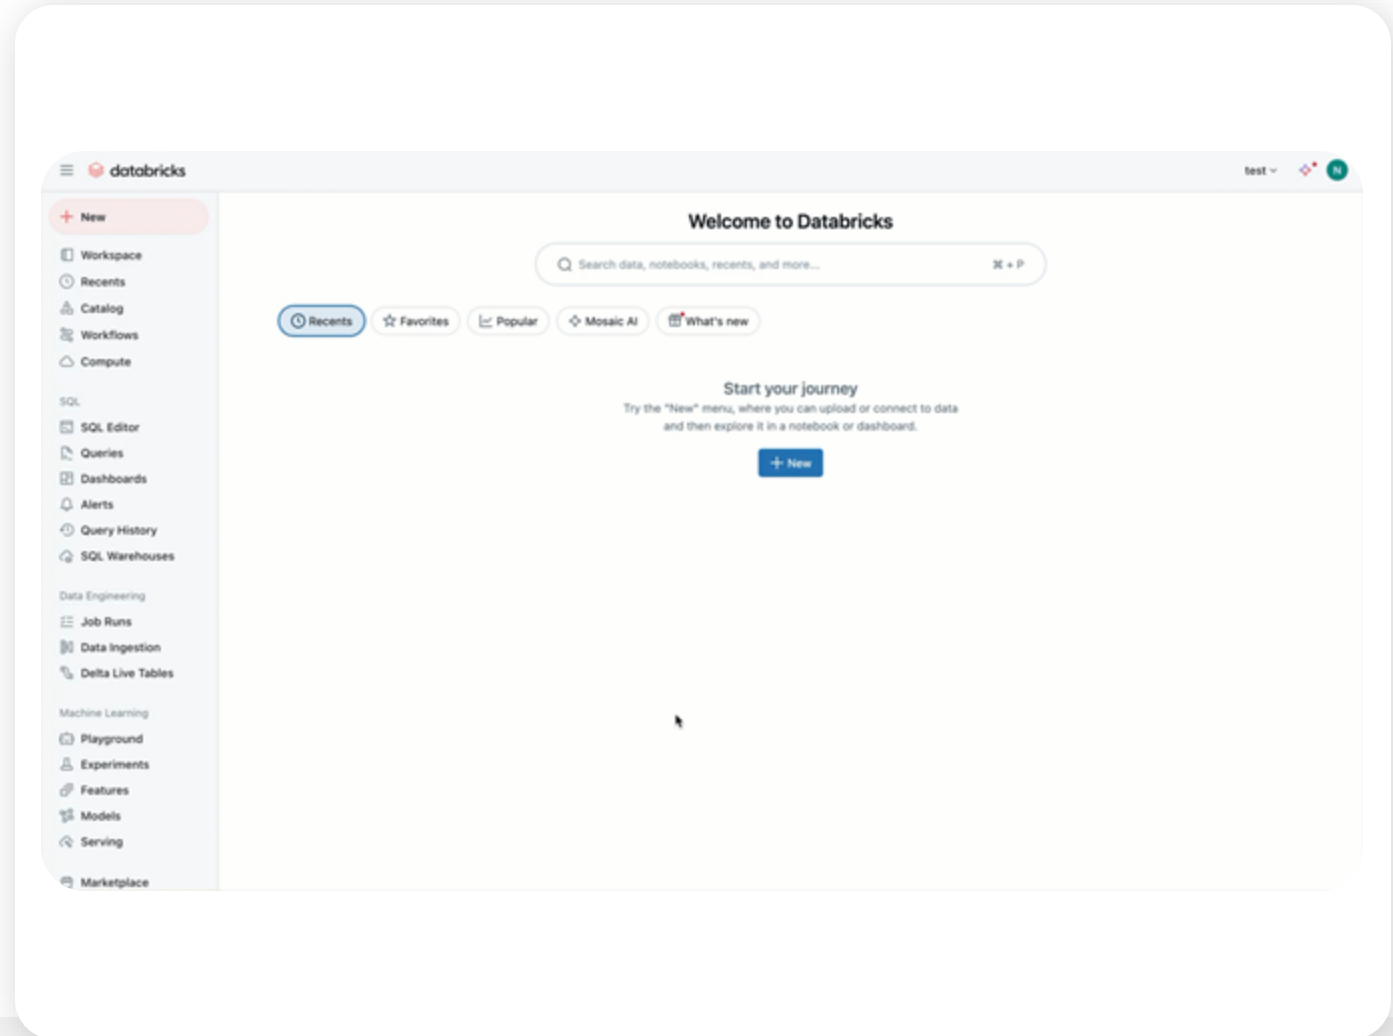 databricks
test
N
New
Workspace
Recents
Catalog
Workflows
Compute
SQL
SQL Editor
Queries
Dashboards
Alerts
Query History
SQL Warehouses
Data Engineering
Job Runs
Data Ingestion
Delta Live Tables
Machine Learning
Playground
Experiments
Features
Models
Serving
Marketplace
Welcome to Databricks
Search data, notebooks, recents, and more... ⌘ + P
Recents Favorites Popular Mosaic AI What's new
Start your journey
Try the "New" menu, where you can upload or connect to data
and then explore it in a notebook or dashboard.
+ New